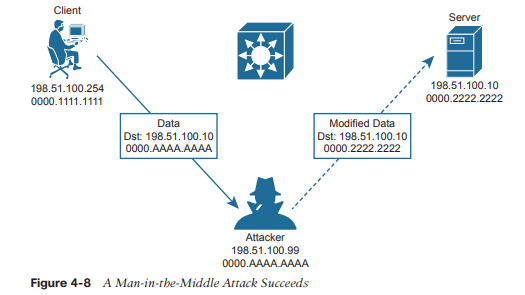 Client
198.51.100.254
0000.1111.1111
Server
198.51.100.10
0000.2222.2222
Data
Dst: 198.51.100.10
0000.AAAA.AAAA
Modified Data
Dst: 198.51.100.10
0000.2222.2222
Attacker
198.51.100.99
0000.AAAA.AAAA
Figure 4-8 A Man-in-the-Middle Attack Succeeds